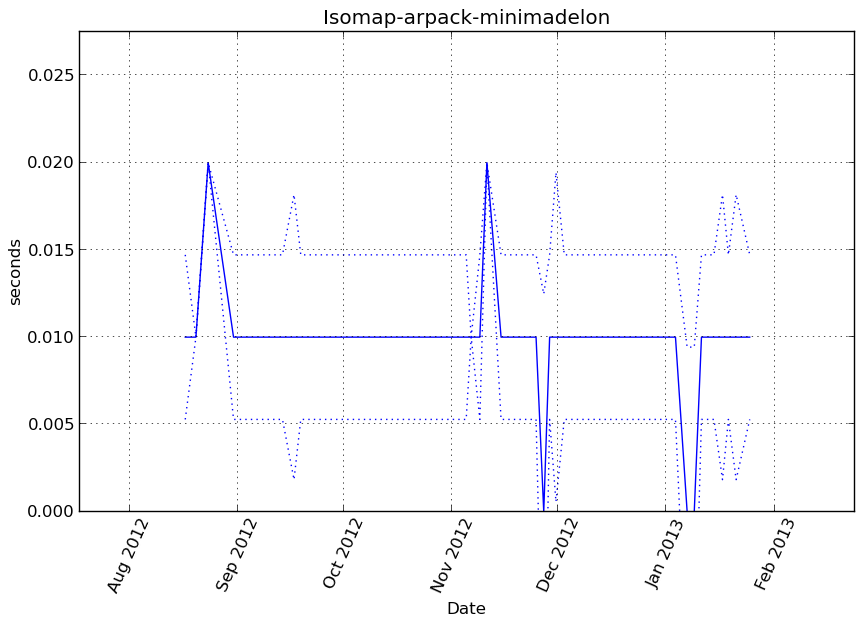 Isomap-arpack-minimadelon
0.025
0.020
0.015
0.010
0.005
0.000
seconds
Aug 2012
Sep 2012
Oct 2012
Nov 2012
Dec 2012
Jan 2013
Feb 2013
Date